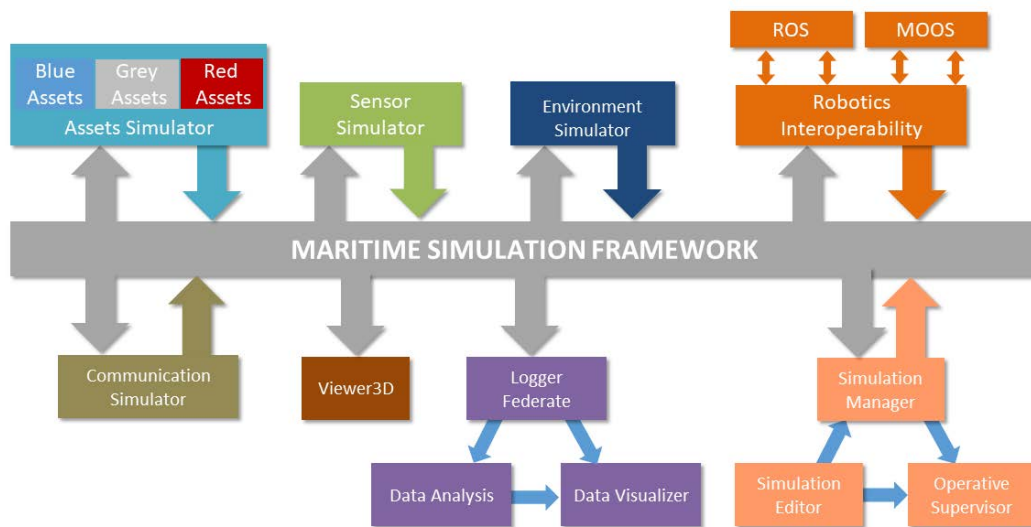 ROS
MOOS
Blue
Assets
Grey
Assets
Red
Assets
Assets Simulator
Sensor
Simulator
Environment
Simulator
Robotics
Interoperability
MARITIME SIMULATION FRAMEWORK
Communication
Simulator
Viewer3D
Logger
Federate
Simulation
Manager
Data Analysis
Data Visualizer
Simulation
Editor
Operative
Supervisor